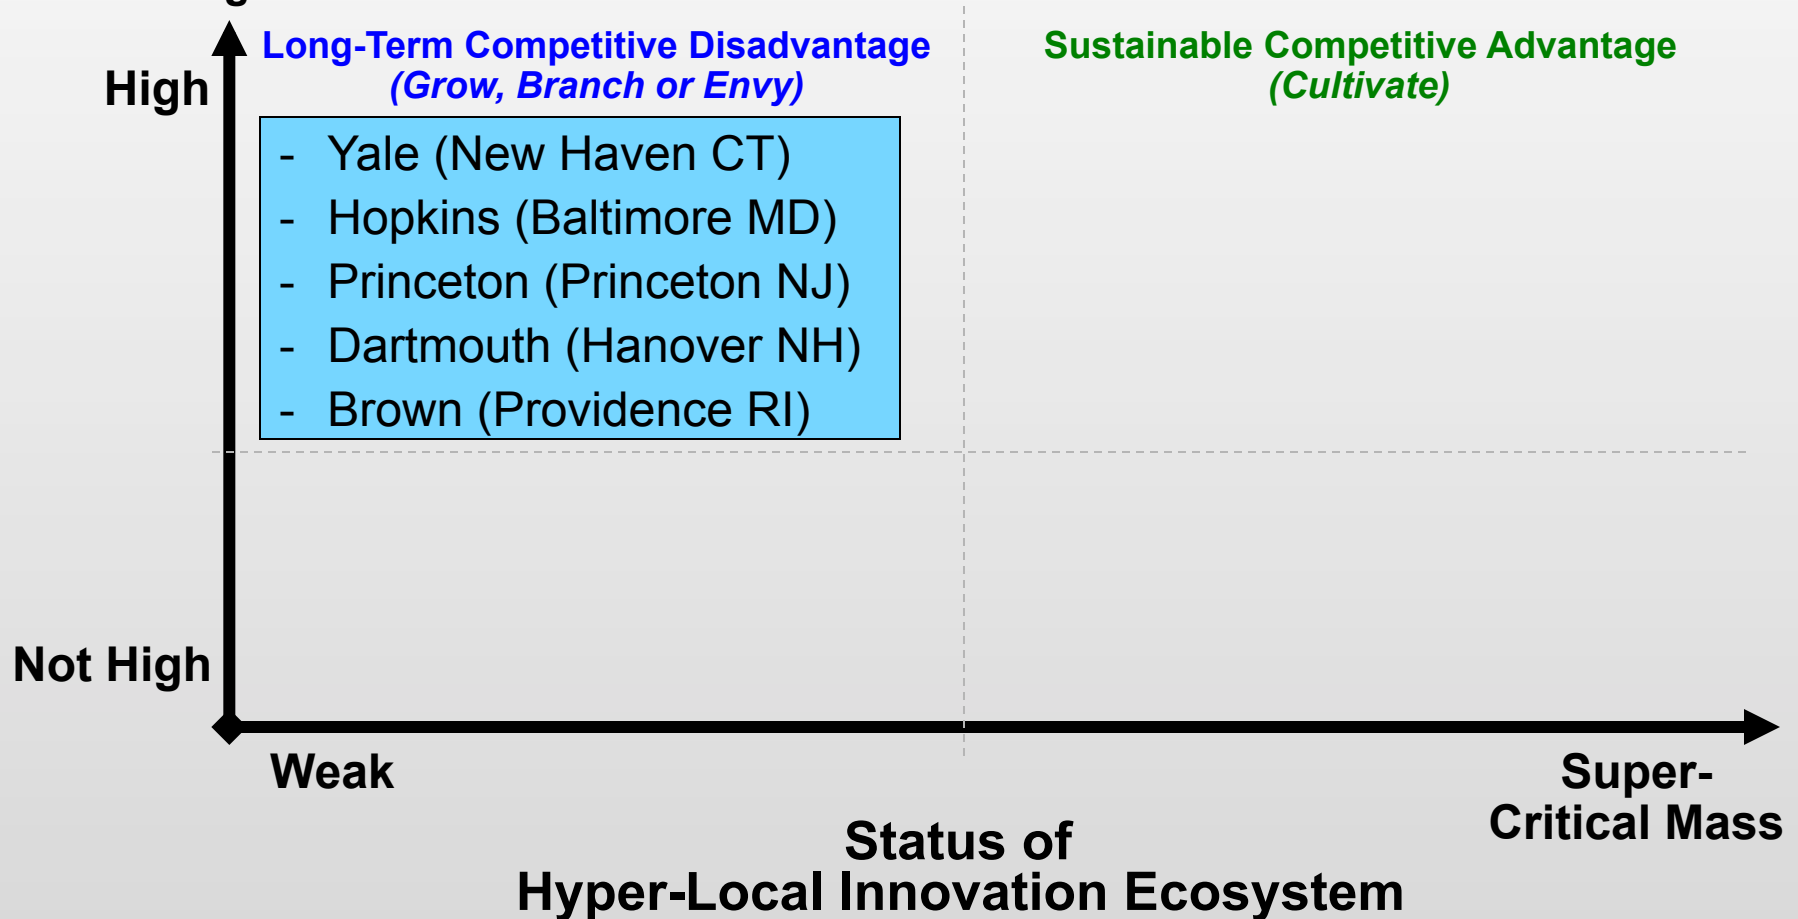 Long-Term Competitive Disadvantage
(Grow, Branch or Envy)
Sustainable Competitive Advantage
(Cultivate)
High
- Yale (New Haven CT)
- Hopkins (Baltimore MD)
- Princeton (Princeton NJ)
- Dartmouth (Hanover NH)
- Brown (Providence RI)
Not High
Weak
Super-
Critical Mass
Status of
Hyper-Local Innovation Ecosystem